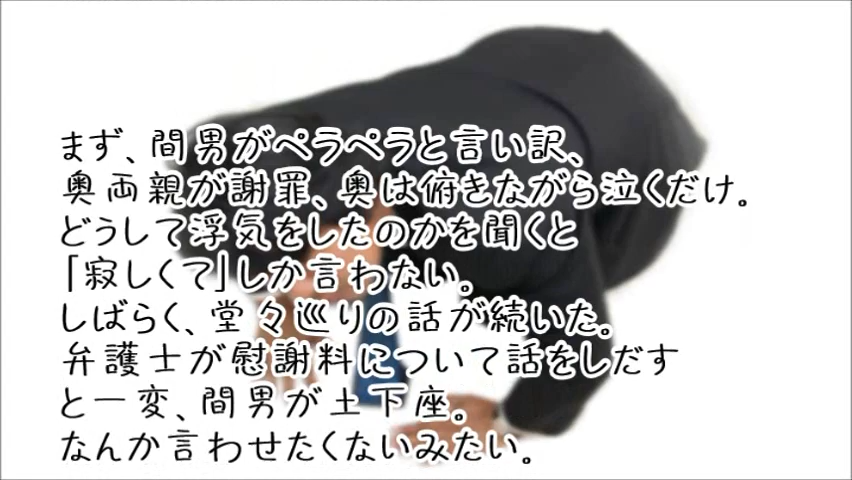 まず、間男がペラペラと言い訳、
奥両親が謝罪、奥は俯きながら泣くだけ。
どうして浮気をしたのかを聞くと
「寂しくて」しか言わない。
しばらく、堂々巡りの話が続いた。
弁護士が慰謝料について話をしだす
と一変、間男が土下座。
なんか言わせたくないみたい。